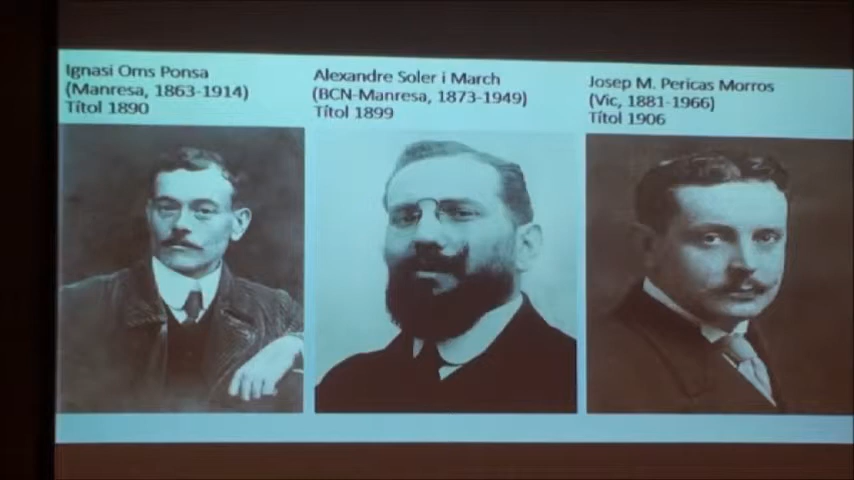 Ignasi Oms Ponsa
(Manresa, 1863-1914)
Títol 1890
Alexandre Soler i March
(BCN-Manresa, 1873-1949)
Títol 1899
Josep M. Pericas Morros
(Vic, 1881-1966)
Títol 1906